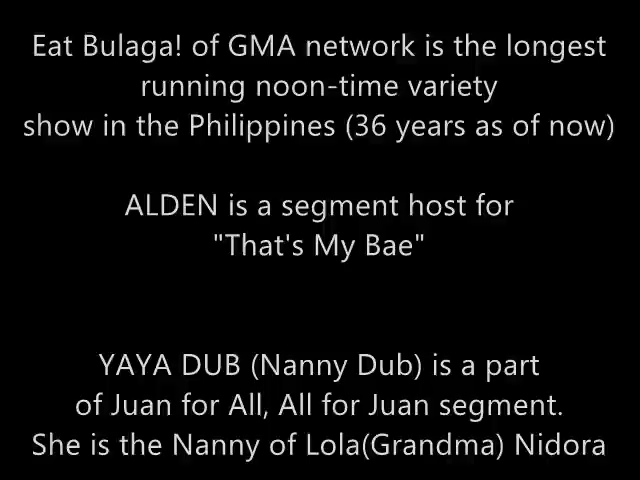 Eat Bulaga! of GMA network is the longest
running noon-time variety
show in the Philippines (36 years as of now)
ALDEN is a segment host for
"That's My Bae"
YAYA DUB (Nanny Dub) is a part
of Juan for All, All for Juan segment.
She is the Nanny of Lola(Grandma) Nidora